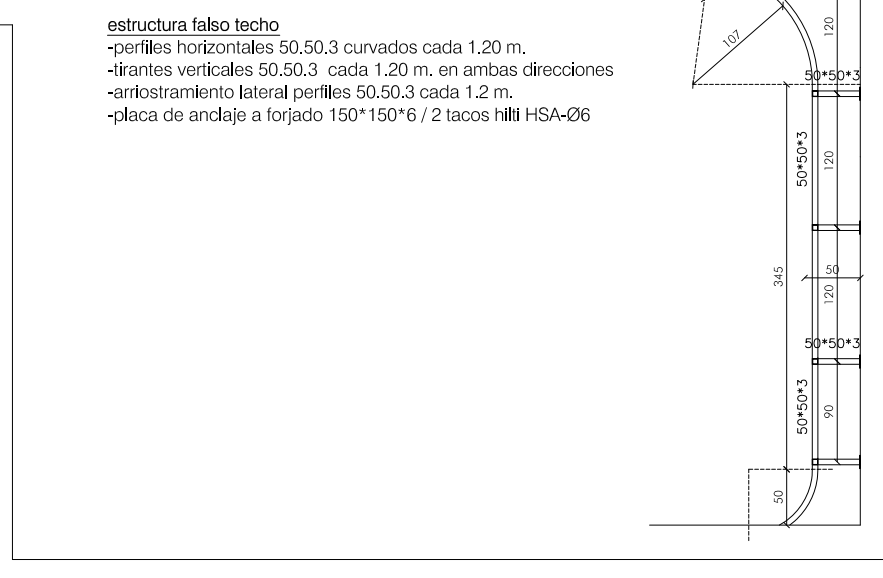 estructura falso techo
-perfiles horizontales 50.50.3 curvados cada 1.20 m.
-tirantes verticales 50.50.3 cada 1.20 m. en ambas direcciones
-arriostramiento lateral perfiles 50.50.3 cada 1.2 m.
-placa de anclaje a forjado 150*150*6 / 2 tacos hilti HSA-Ø6
120
107
50*50*3
50*50*3
120
345
50
120
50*50*3
50*50*3
90
50